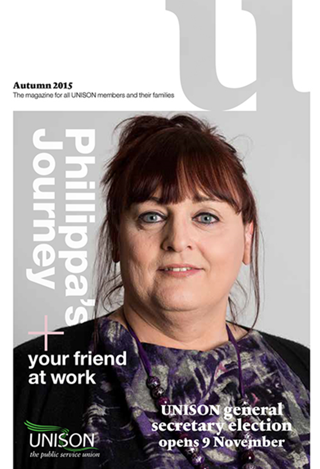 u
Autumn 2015
The magazine for all UNISON members and their families
Phillippa's
Journey
+
your friend
at work
UNISON
the public service union
UNISON general
secretary election
opens 9 November